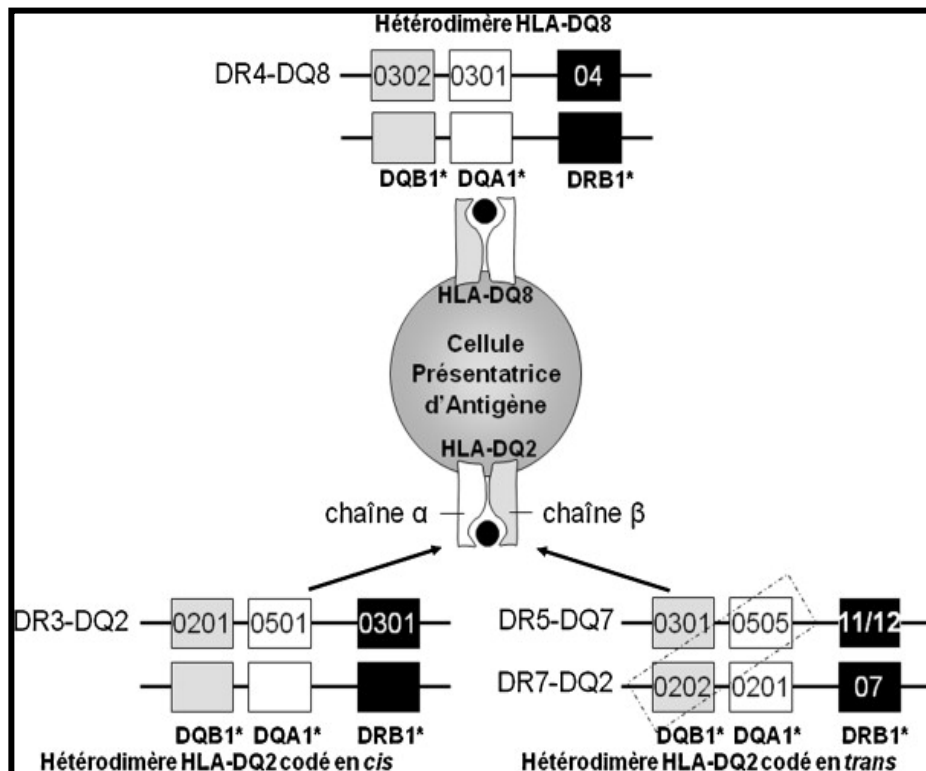 Hétérodimère HLA-DQ8
DR4-DQ8 0302 0301 04
DQB1* DQA1* DRB1*
HLA-DQ8
Cellule
Présentatrice
d'Antigène
HLA-DQ2
chaîne α chaîne β
DR3-DQ2 0201 0501 0301
DQB1* DQA1* DRB1*
Hétérodimère HLA-DQ2 codé en cis
DR5-DQ7 0301 0505 11/12
DR7-DQ2 0202 0201 07
DQB1* DQA1* DRB1*
Hétérodimère HLA-DQ2 codé en trans